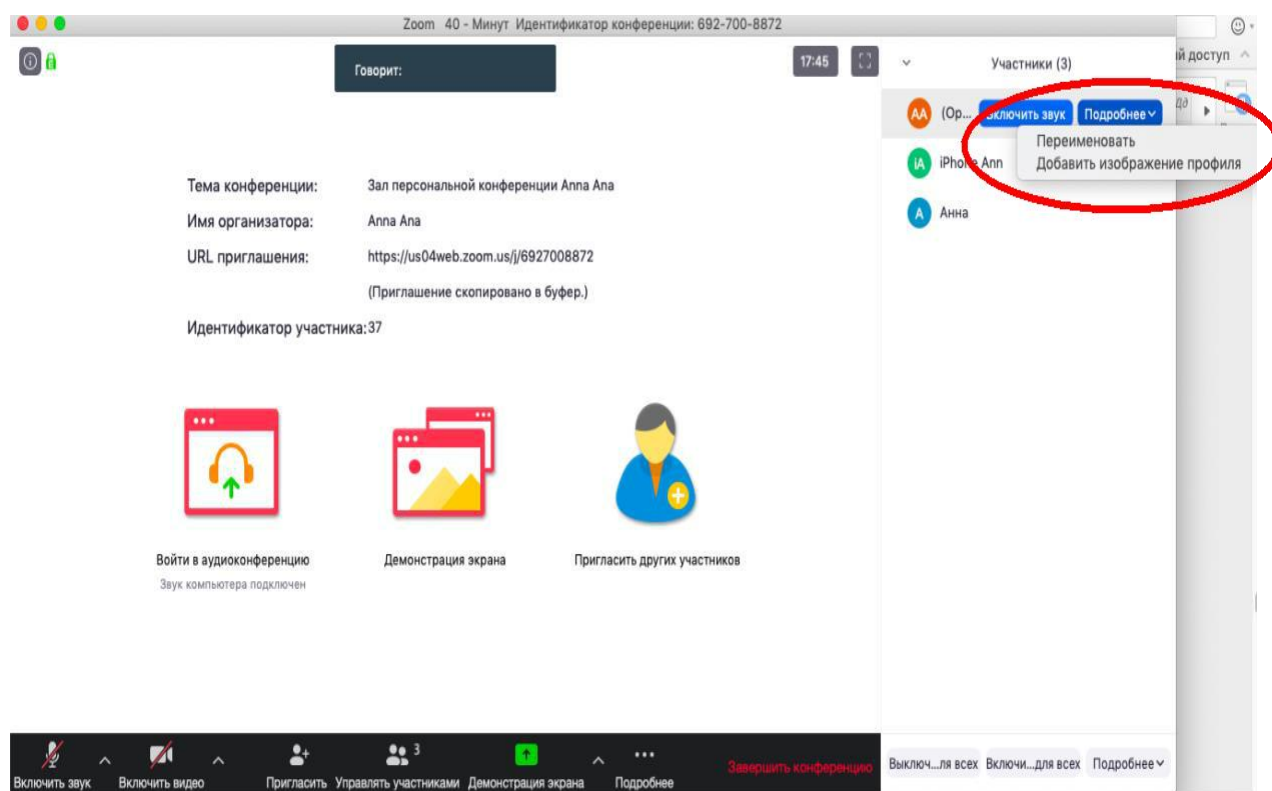 Zoom 40 - Минут Идентификатор конференции: 692-700-8872
й доступ
Говорит:
17:45
Участники (3)
AA (Ор... Включить звук Подробнее
Переименовать
Добавить изображение профиля
iA iPhone Ann
A Анна
Тема конференции: Зал персональной конференции Anna Ana
Имя организатора: Anna Ana
URL приглашения: https://us04web.zoom.us/j/6927008872
(Приглашение скопировано в буфер.)
Идентификатор участника: 37
Войти в аудиоконференцию
Звук компьютера подключен
Демонстрация экрана
Пригласить других участников
Включить звук Включить видео Пригласить Управлять участниками 3 Демонстрация экрана Подробнее Завершить конференцию
Выключ...ля всех Включи...для всех Подробнее